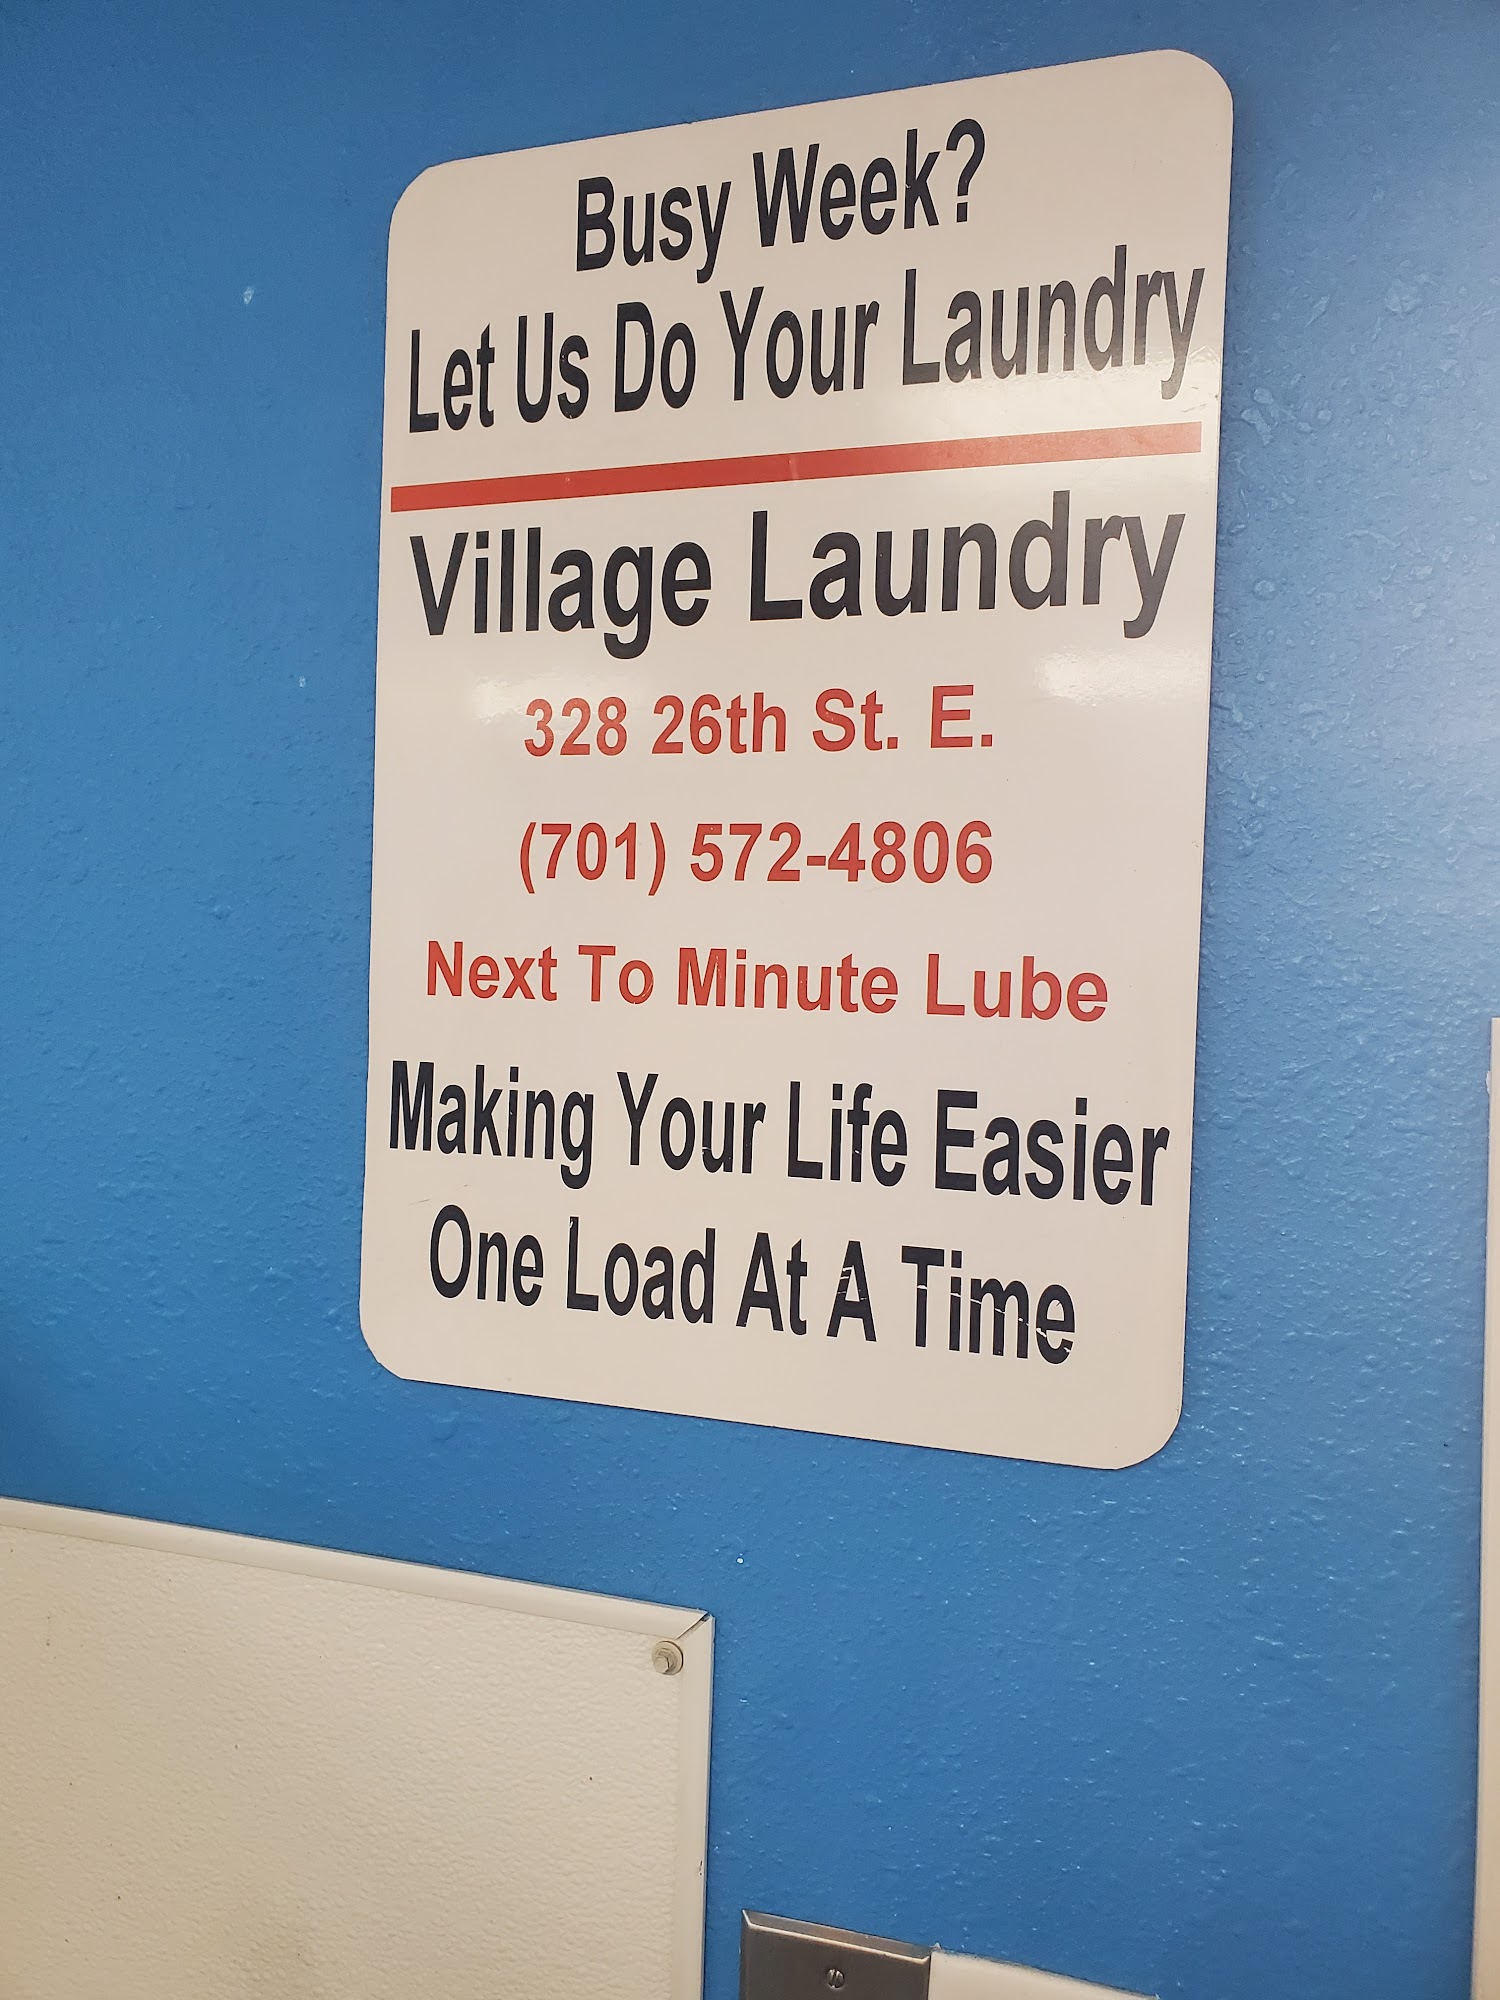 Busy Week?
Let Us Do Your Laundry
Village Laundry
328 26th St. E.
(701) 572-4806
Next To Minute Lube
Making Your Life Easier
One Load At A Time